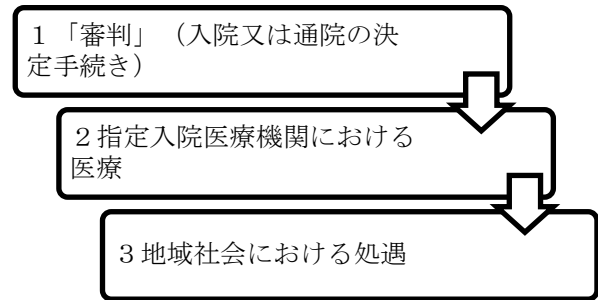 １「審判」（入院又は通院の決
定手続き）
２指定入院医療機関における
医療
３地域社会における処遇